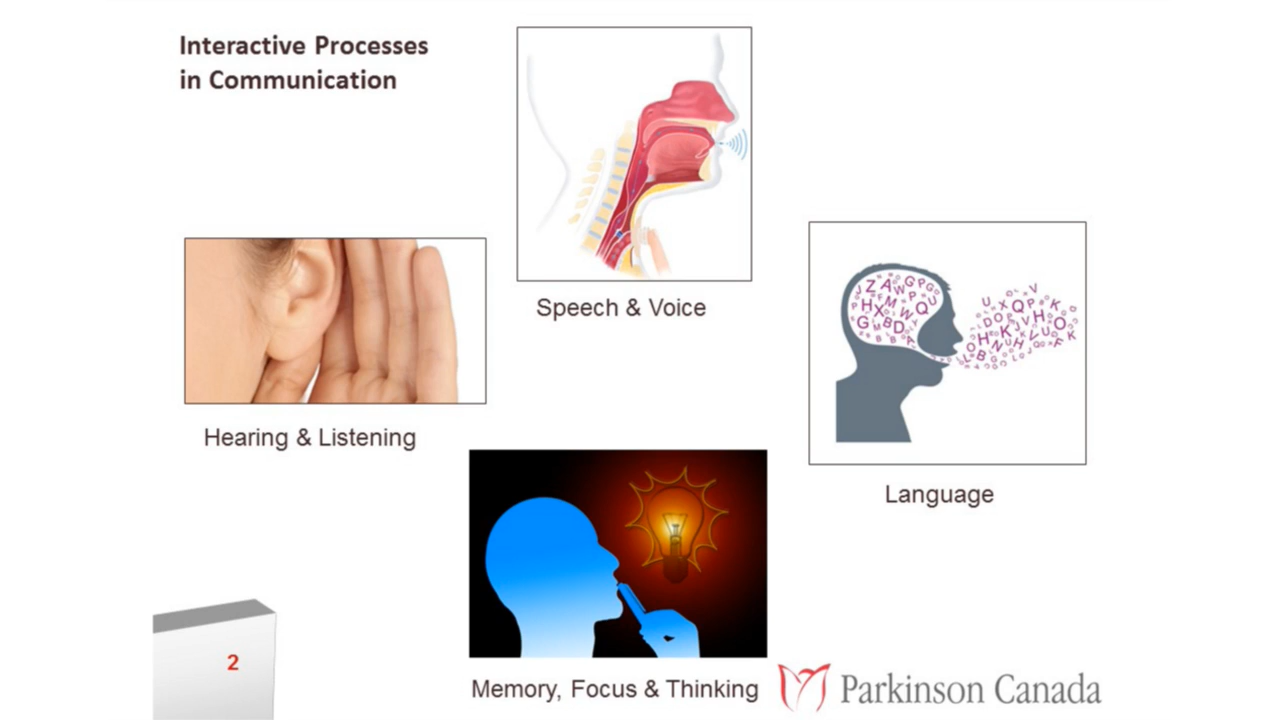 Interactive Processes
in Communication
Speech & Voice
Hearing & Listening
Language
Memory, Focus & Thinking
2
Parkinson Canada